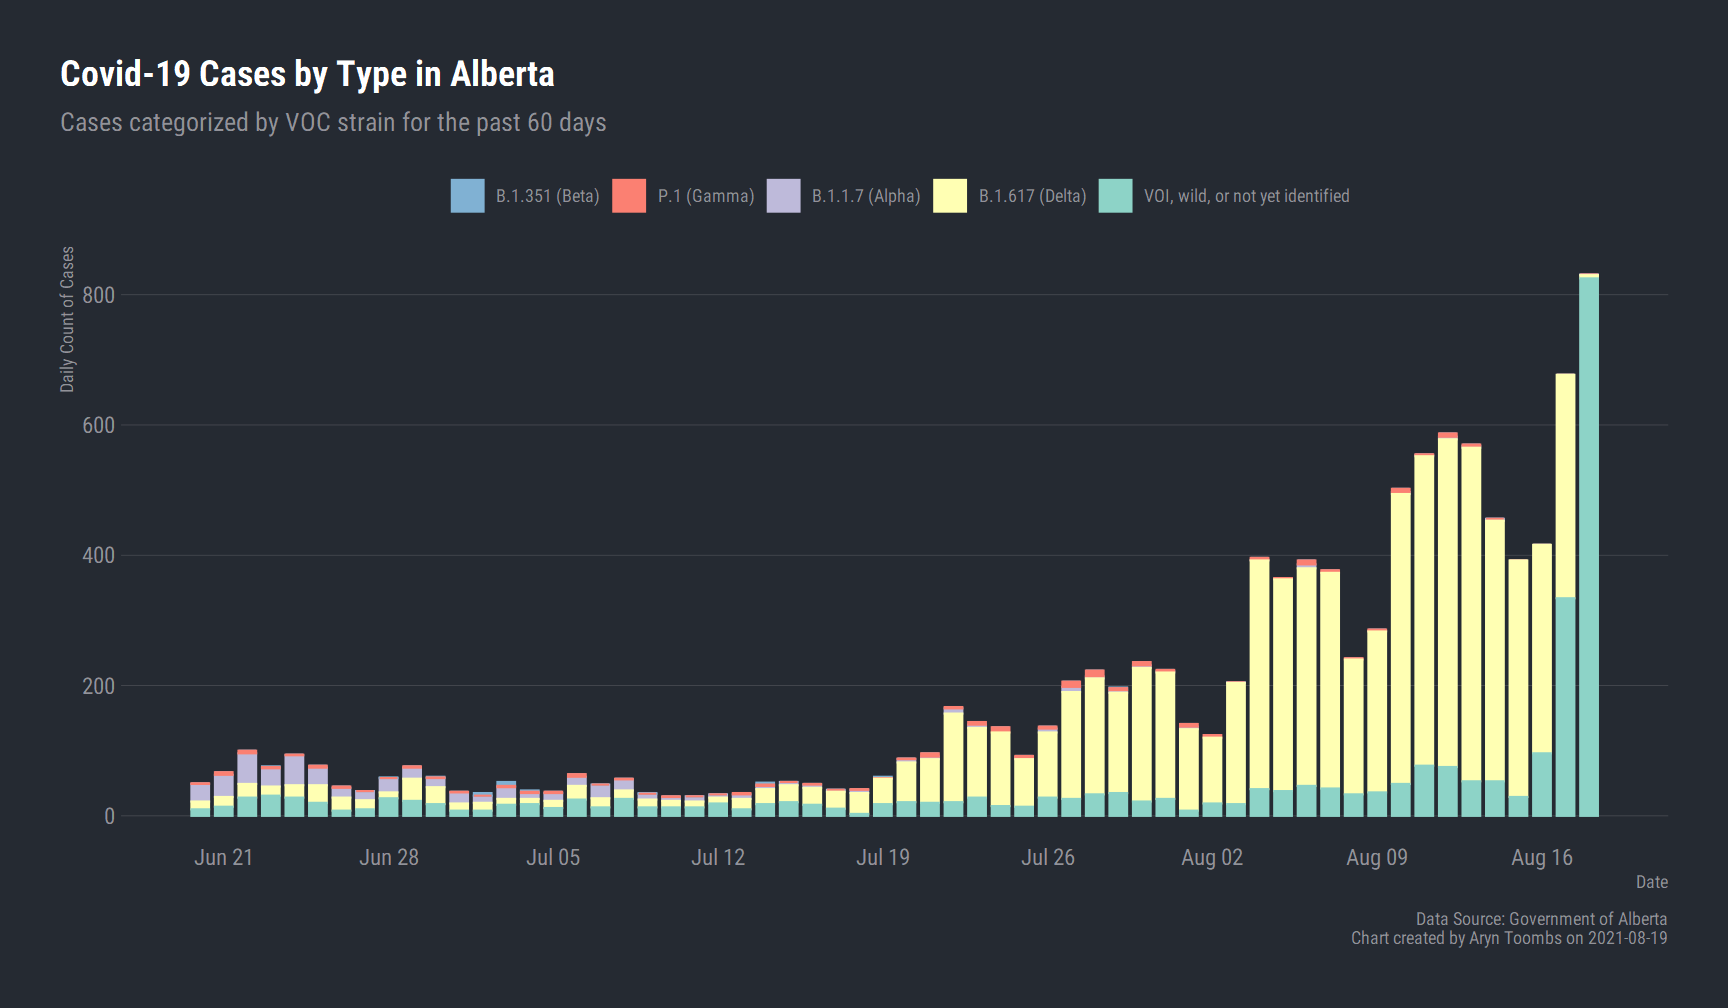 Covid-19 Cases by Type in Alberta
Cases categorized by VOC strain for the past 60 days
B.1.351 (Beta) P.1 (Gamma) B.1.1.7 (Alpha) B.1.617 (Delta) VOI, wild, or not yet identified
Daily Count of Cases
800
600
400
200
0
Jun 21 Jun 28 Jul 05 Jul 12 Jul 19 Jul 26 Aug 02 Aug 09 Aug 16
Date
Data Source: Government of Alberta
Chart created by Aryn Toombs on 2021-08-19